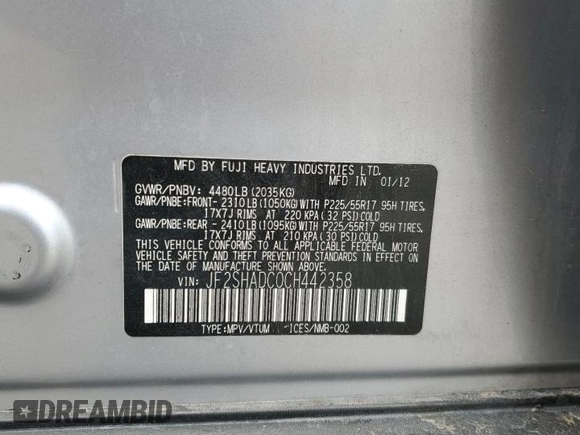 MFD BY FUJI HEAVY INDUSTRIES LTD.
MFD IN 01/12
GVWR/PNBV: 4480LB(2035KG)
GAWR/PNBE:FRONT- 2310LB(1050KG)WITH P225/55R17 95H TIRES,
17X7J RIMS AT 220 KPA(32 PSI)COLD
GAWR/PNBE:REAR -2410LB(1095KG)WITH P225/55R17 95H TIRES,
17X7J RIMS AT 210 KPA(30 PSI)COLD
THIS VEHICLE CONFORMS TO ALL APPLICABLE FEDERAL MOTOR
VEHICLE SAFETY AND THEFT PREVENTION STANDARDS
IN EFFECT ON THE DATE OF MANUFACTURE SHOWN ABOVE.
VIN: JF2SHADC0CH442358
TYPE:MPV/VTUM ICES/NMB-002
DREAMBID